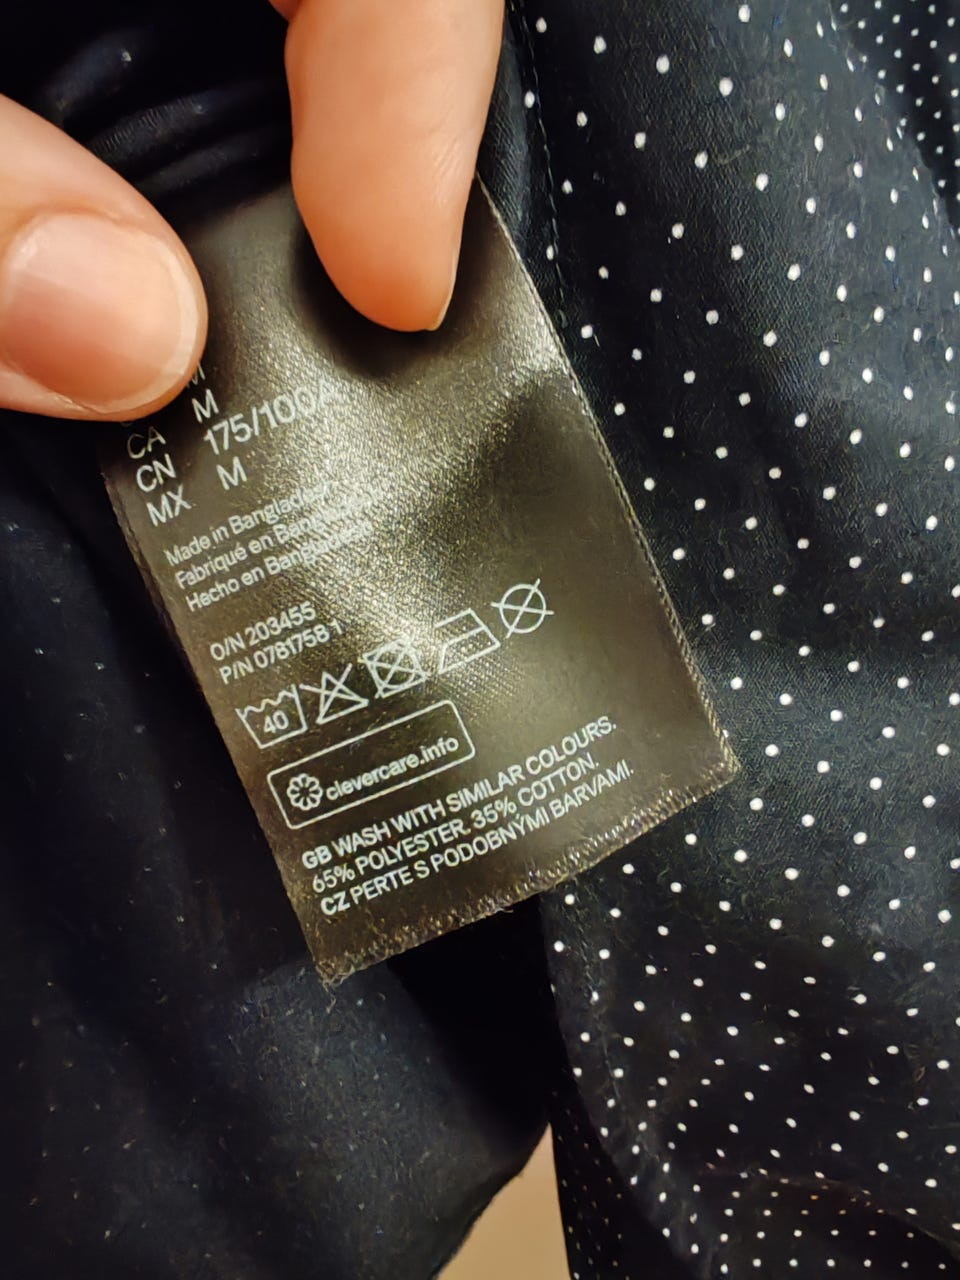 M
CA M
CN 175/100A
MX M
Made in Bangladesh
Fabriqué en Bangladesh
Hecho en Bangladesh
O/N 203455
P/N 0781758 1
40
clevercare.info
GB WASH WITH SIMILAR COLOURS.
65% POLYESTER. 35% COTTON.
CZ PERTE S PODOBNÝMI BARVAMI.